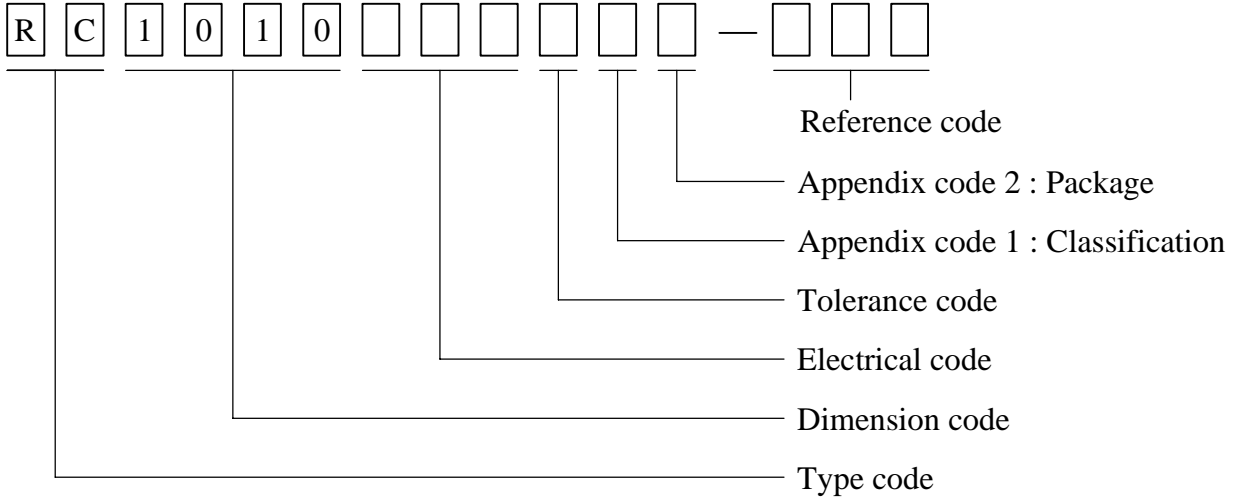 R C 1 0 1 0 —
Reference code
Appendix code 2 : Package
Appendix code 1 : Classification
Tolerance code
Electrical code
Dimension code
Type code